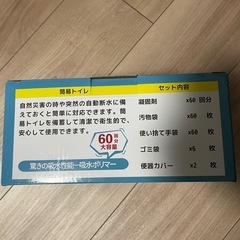 簡易トイレ
自然災害の時や突然の自動断水に備
えておくと簡単に対応できます。簡
易トイレを備蓄して清潔で衛生的で、
安心して使用できます。
60回分
大容量
驚きの吸水性能—吸水ポリマー
セット内容
凝固剤 x60 回分
汚物袋 x60 枚
使い捨て手袋 x60 枚
ゴミ袋 x6 枚
便器カバー x2 枚